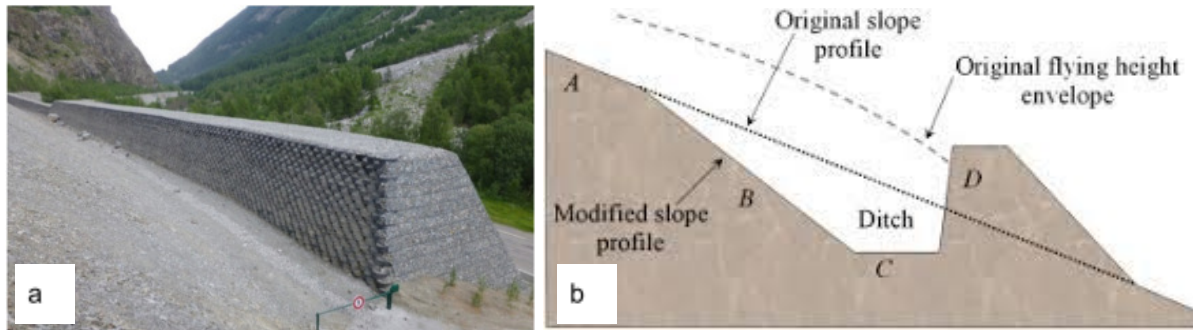 a
Original slope
profile
Original flying height
envelope
A
B
D
Modified slope
profile
Ditch
C
b